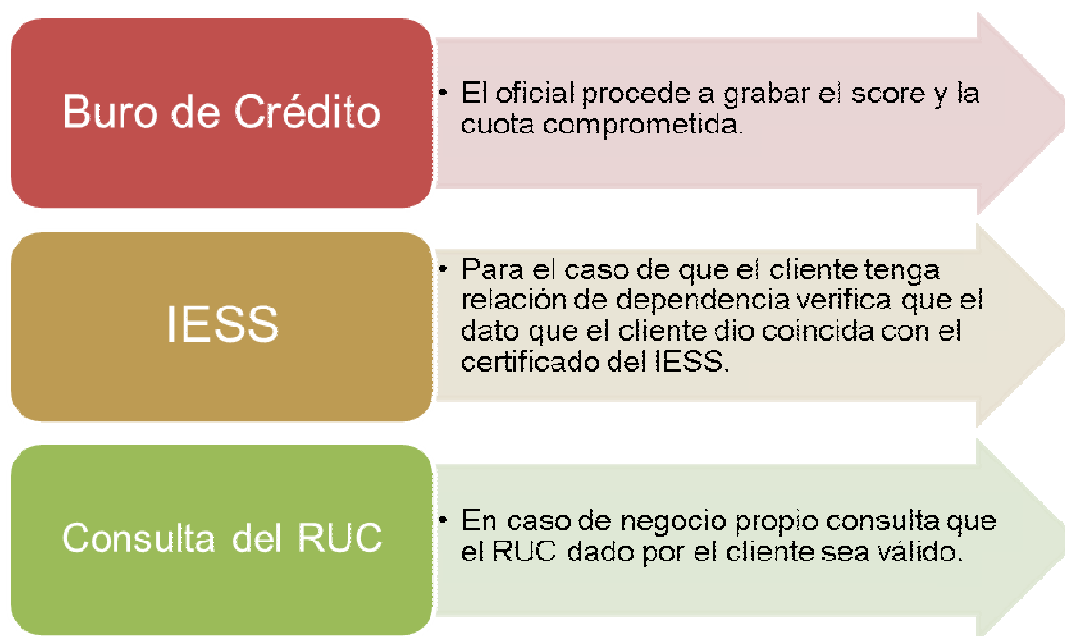 Buro de Crédito
• El oficial procede a grabar el score y la
cuota comprometida.
IESS
• Para el caso de que el cliente tenga
relación de dependencia verifica que el
dato que el cliente dio coincida con el
certificado del IESS.
Consulta del RUC
• En caso de negocio propio consulta que
el RUC dado por el cliente sea válido.